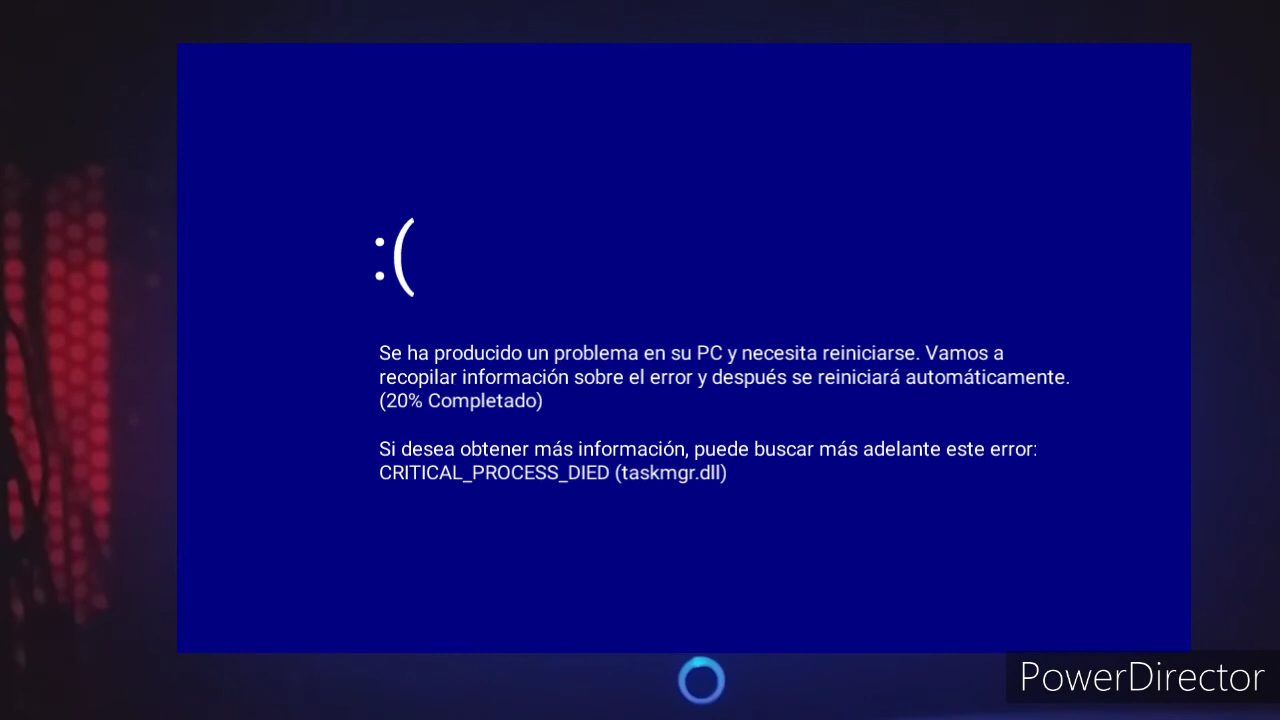 :(
Se ha producido un problema en su PC y necesita reiniciarse. Vamos a
recopilar información sobre el error y después se reiniciará automáticamente.
(20% Completado)
Si desea obtener más información, puede buscar más adelante este error:
CRITICAL_PROCESS_DIED (taskmgr.dll)
PowerDirector